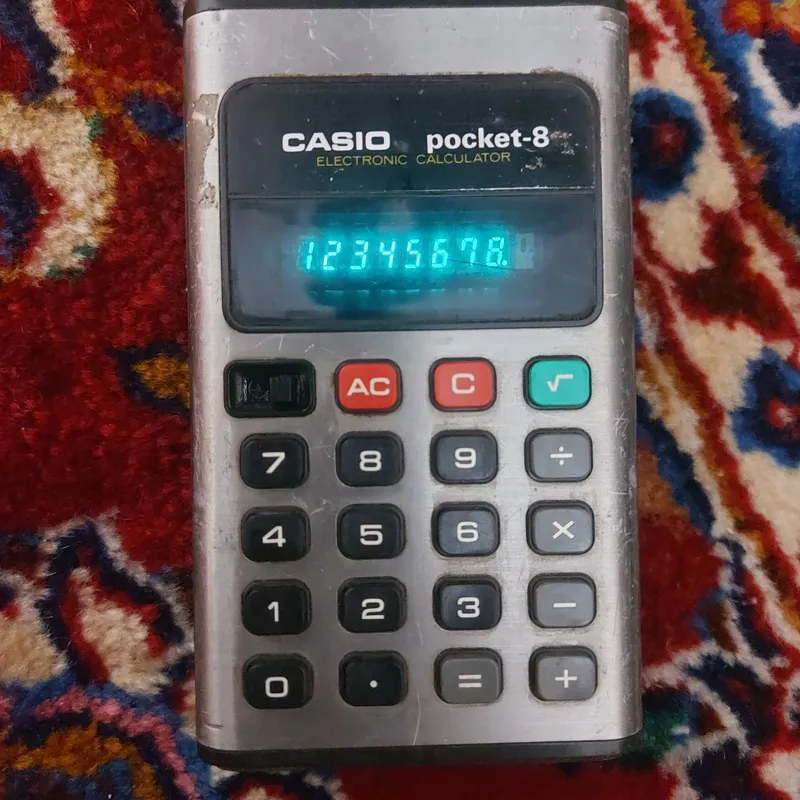 CASIO pocket-8
ELECTRONIC CALCULATOR
12345678.
AC C √
7 8 9 ÷
4 5 6 ×
1 2 3 −
0 . = +